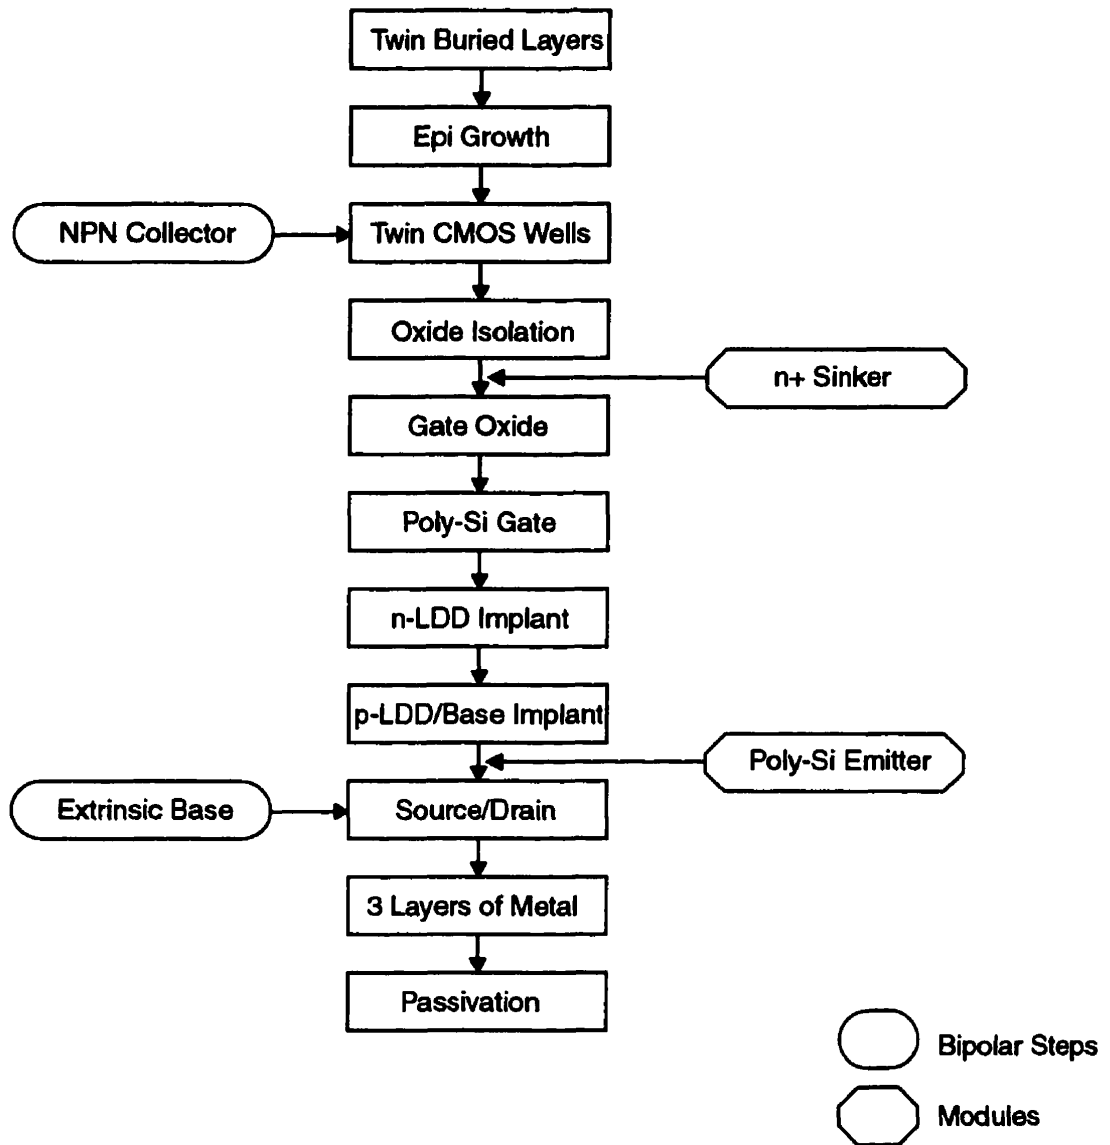 Twin Buried Layers
Epi Growth
NPN Collector
Twin CMOS Wells
Oxide Isolation
n+ Sinker
Gate Oxide
Poly-Si Gate
n-LDD Implant
p-LDD/Base Implant
Poly-Si Emitter
Extrinsic Base
Source/Drain
3 Layers of Metal
Passivation
Bipolar Steps
Modules